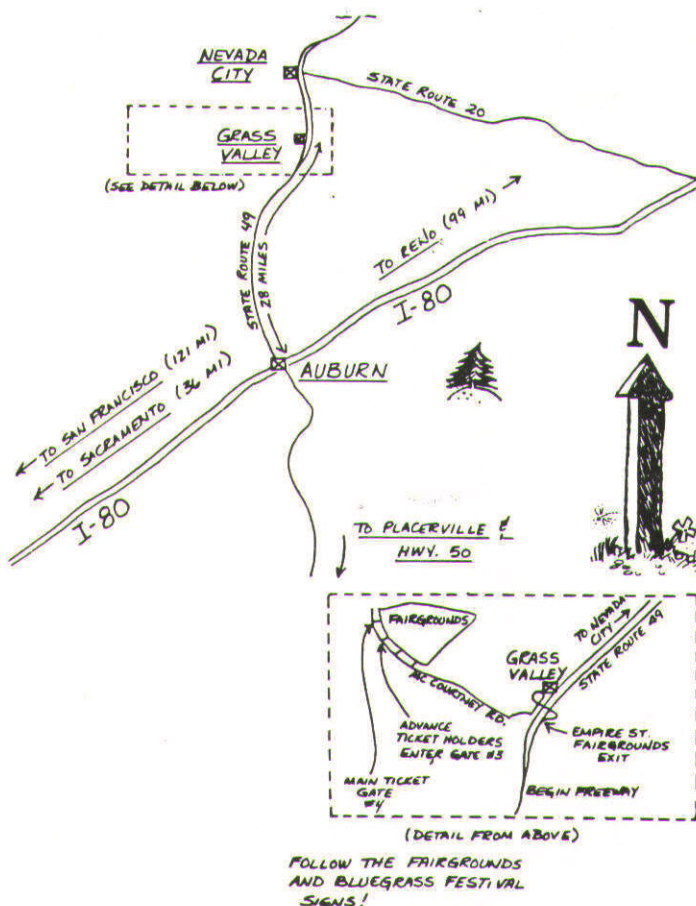 NEVADA
CITY
STATE ROUTE 20
GRASS
VALLEY
(SEE DETAIL BELOW)
STATE ROUTE 49
28 MILES
TO RENO (99 MI)
I-80
N
AUBURN
TO SAN FRANCISCO (121 MI)
TO SACRAMENTO (36 MI)
I-80
TO PLACERVILLE &
HWY. 50
FAIRGROUNDS
TO NEVADA
CITY
STATE ROUTE 49
GRASS
VALLEY
MC COURTNEY RD.
ADVANCE
TICKET HOLDERS
ENTER GATE #3
EMPIRE ST.
FAIRGROUNDS
EXIT
MAIN TICKET
GATE
#4
BEGIN FREEWAY
(DETAIL FROM ABOVE)
FOLLOW THE FAIRGROUNDS
AND BLUEGRASS FESTIVAL
SIGNS!